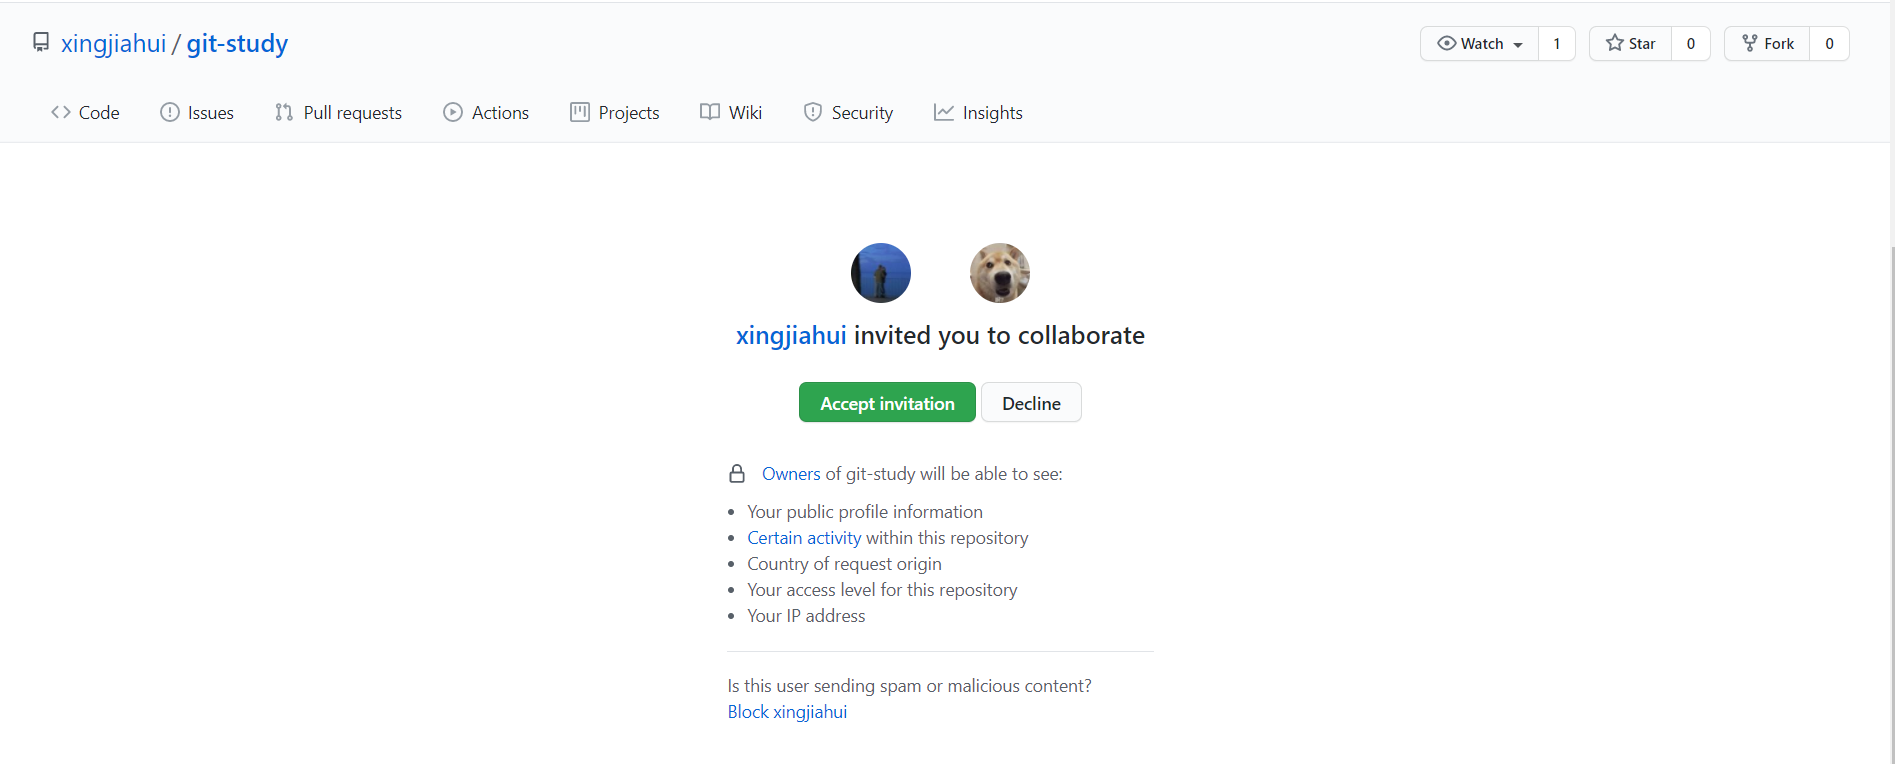 xingjiahui / git-study
Watch 1 Star 0 Fork 0
Code Issues Pull requests Actions Projects Wiki Security Insights
xingjiahui invited you to collaborate
Accept invitation Decline
Owners of git-study will be able to see:
• Your public profile information
• Certain activity within this repository
• Country of request origin
• Your access level for this repository
• Your IP address
Is this user sending spam or malicious content?
Block xingjiahui